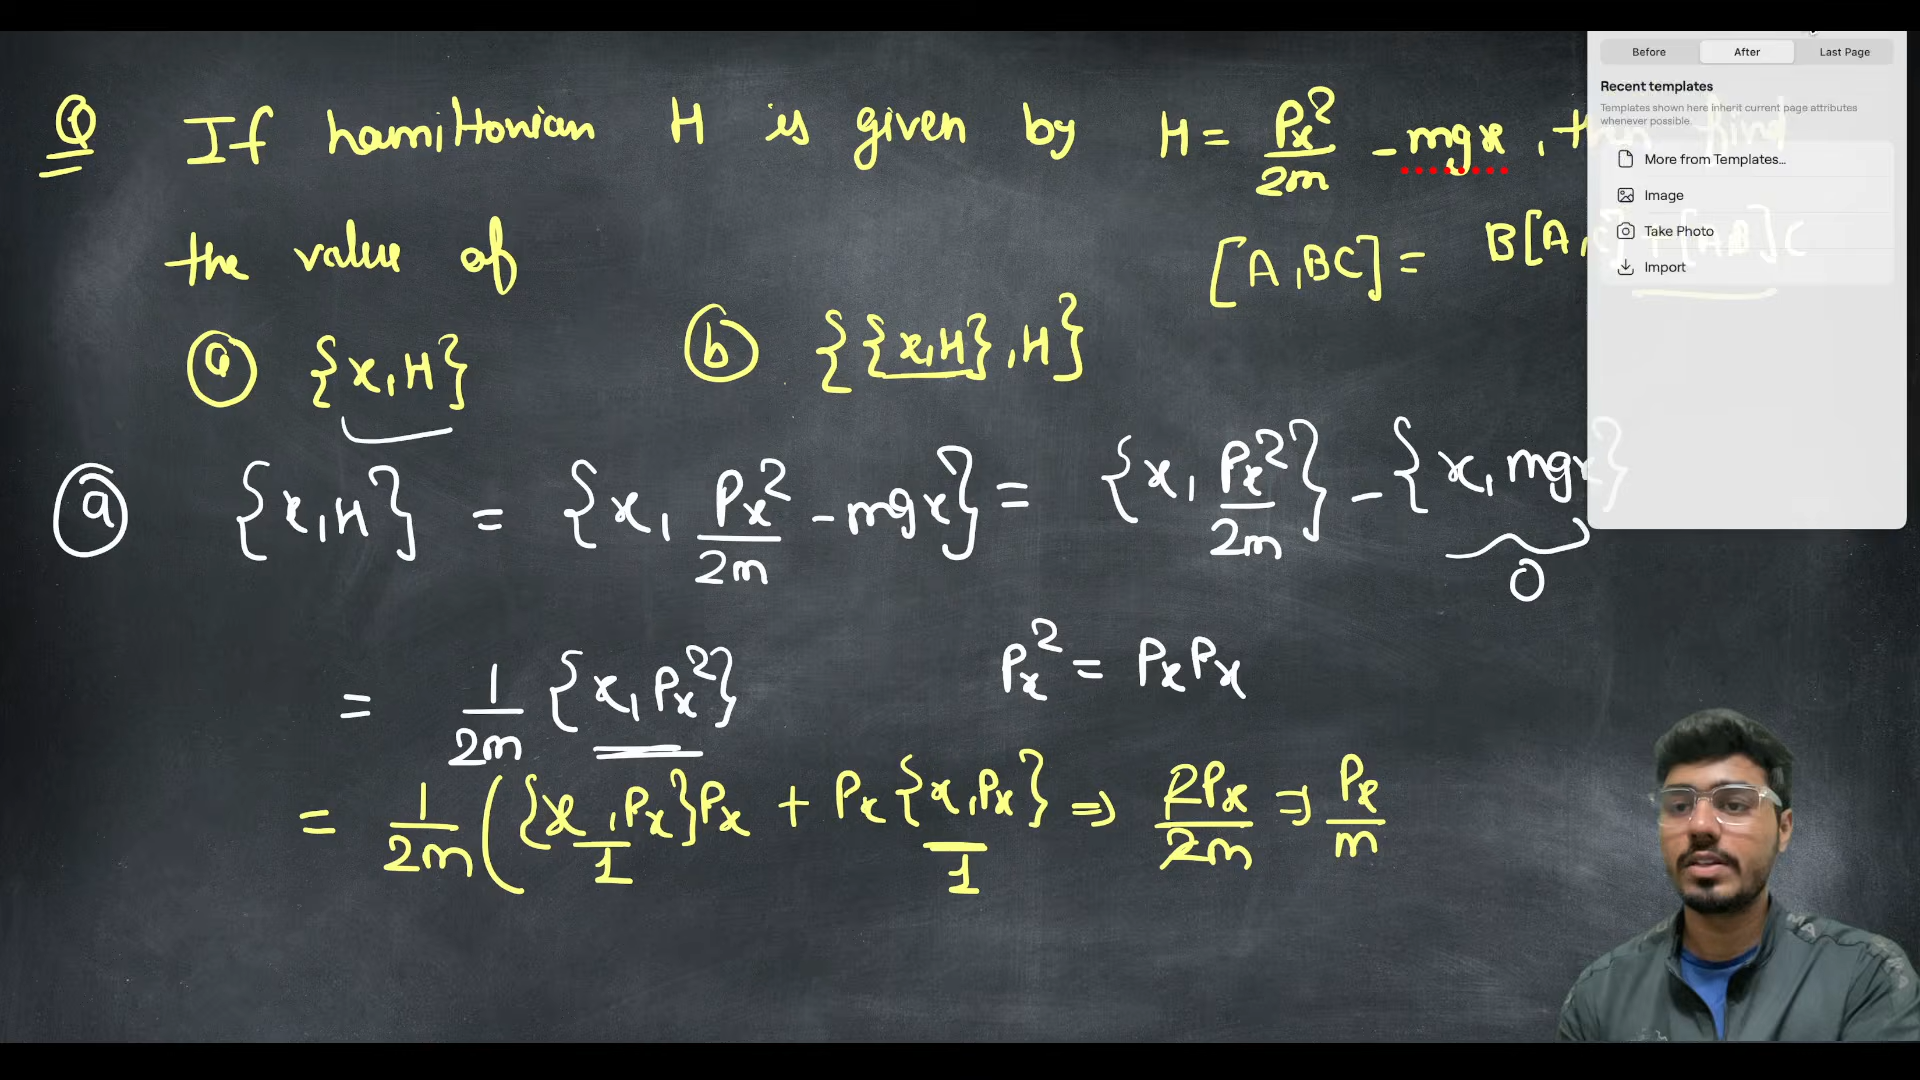 Before After Last Page
Recent templates
Templates shown here inherit current page attributes
whenever possible.
More from Templates...
Image
Take Photo
Import
Q If hamiltonian H is given by H = Px²/2m - mgx, then find
the value of
[A,BC] = B[A,C]+[AB]C
(a) {x,H} (b) {{x,H},H}
(a) {x,H} = {x, Px²/2m - mgx} = {x, Px²/2m} - {x, mgx}
0
= 1/2m {x,Px²} Px² = PxPx
= 1/2m ({x,Px}Px + Px{x,Px} ⇒ 2Px/2m ⇒ Px/m
1 1